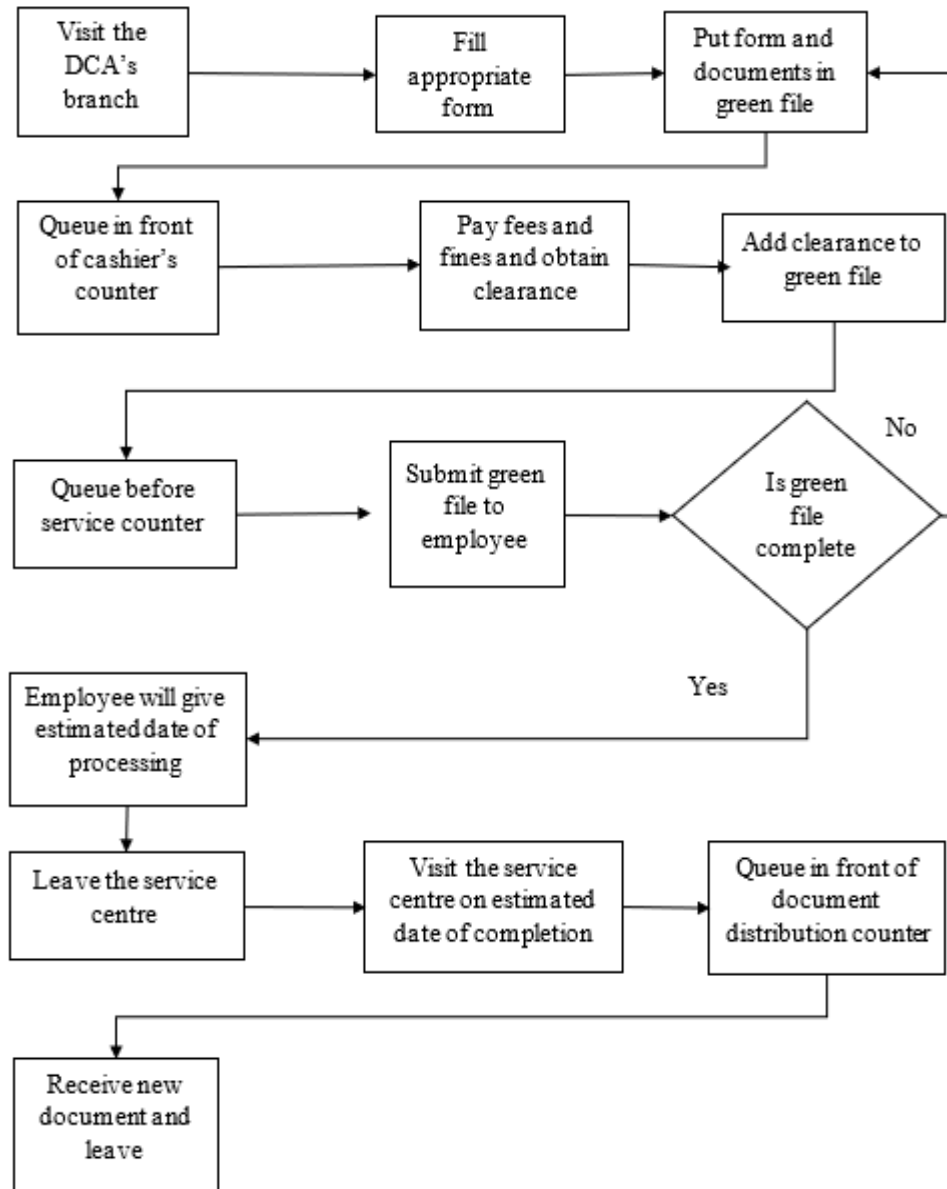 Visit the
DCA's
branch
Fill
appropriate
form
Put form and
documents in
green file
Queue in front
of cashier's
counter
Pay fees and
fines and obtain
clearance
Add clearance to
green file
Queue before
service counter
Submit green
file to
employee
Is green
file
complete
No
Yes
Employee will give
estimated date of
processing
Leave the service
centre
Visit the service
centre on estimated
date of completion
Queue in front of
document
distribution counter
Receive new
document and
leave